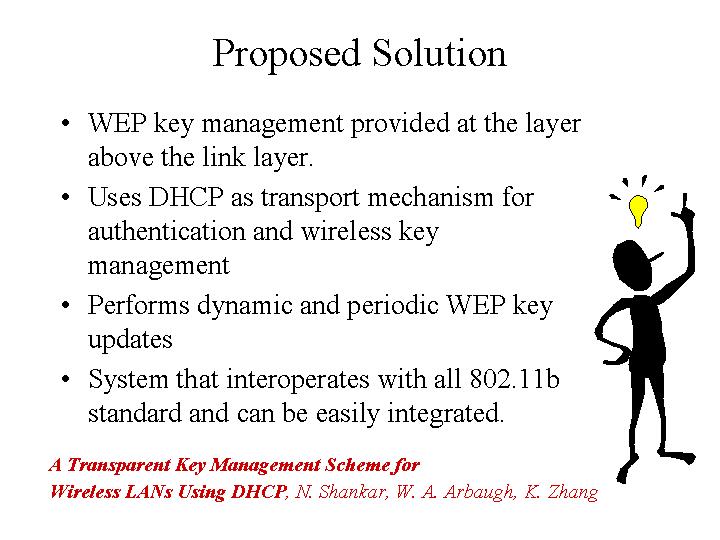 Proposed Solution
• WEP key management provided at the layer
above the link layer.
• Uses DHCP as transport mechanism for
authentication and wireless key
management
• Performs dynamic and periodic WEP key
updates
• System that interoperates with all 802.11b
standard and can be easily integrated.
A Transparent Key Management Scheme for
Wireless LANs Using DHCP, N. Shankar, W. A. Arbaugh, K. Zhang